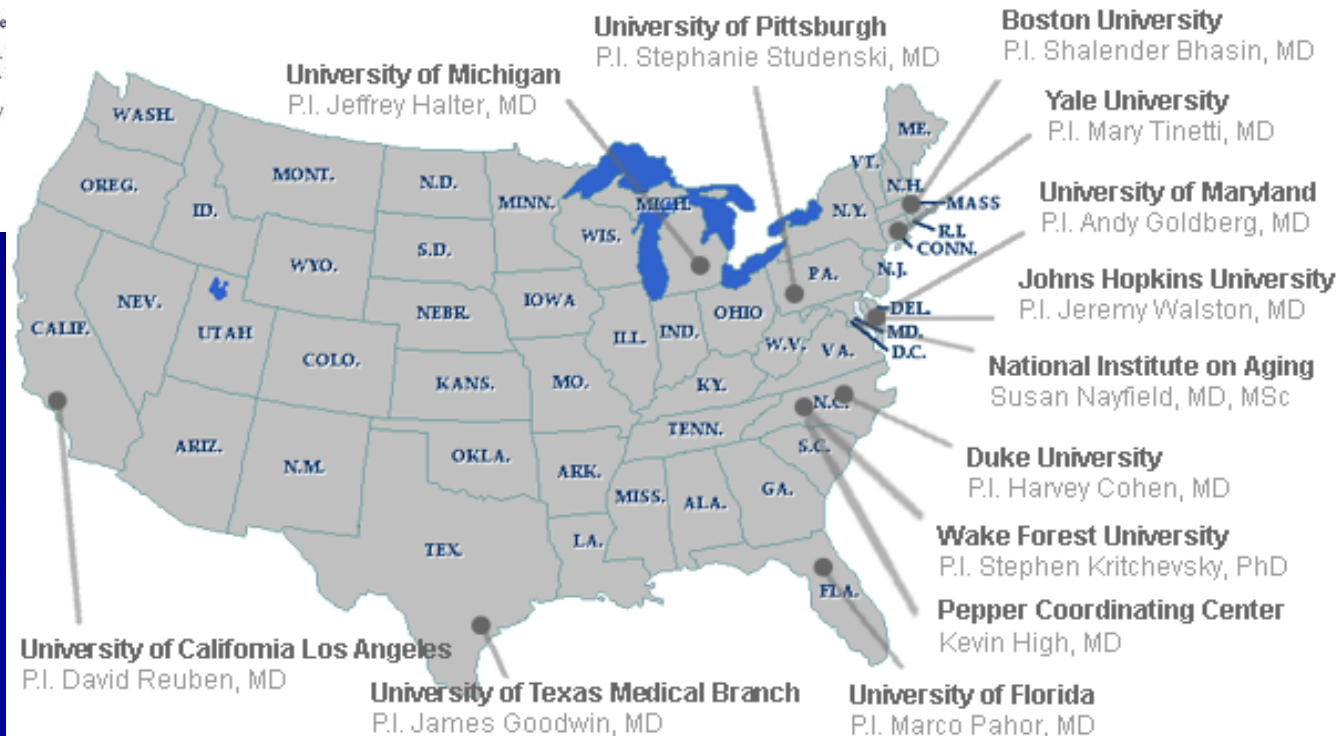 e
y
University of Pittsburgh
P.I. Stephanie Studenski, MD
Boston University
P.I. Shalender Bhasin, MD
University of Michigan
P.I. Jeffrey Halter, MD
Yale University
P.I. Mary Tinetti, MD
University of Maryland
P.I. Andy Goldberg, MD
Johns Hopkins University
P.I. Jeremy Walston, MD
National Institute on Aging
Susan Nayfield, MD, MSc
Duke University
P.I. Harvey Cohen, MD
Wake Forest University
P.I. Stephen Kritchevsky, PhD
Pepper Coordinating Center
Kevin High, MD
University of California Los Angeles
P.I. David Reuben, MD
University of Texas Medical Branch
P.I. James Goodwin, MD
University of Florida
P.I. Marco Pahor, MD
WASH.
OREG.
CALIF.
NEV.
ID.
MONT.
WYO.
UTAH
COLO.
ARIZ.
N.M.
N.D.
S.D.
NEBR.
KANS.
OKLA.
TEX.
MINN.
IOWA
MO.
ARK.
LA.
WIS.
ILL.
MICH.
IND.
OHIO
KY.
TENN.
MISS.
ALA.
GA.
FLA.
S.C.
N.C.
VA.
W.V.
PA.
N.Y.
VT.
N.H.
ME.
MASS
R.I.
CONN.
N.J.
DEL.
MD.
D.C.